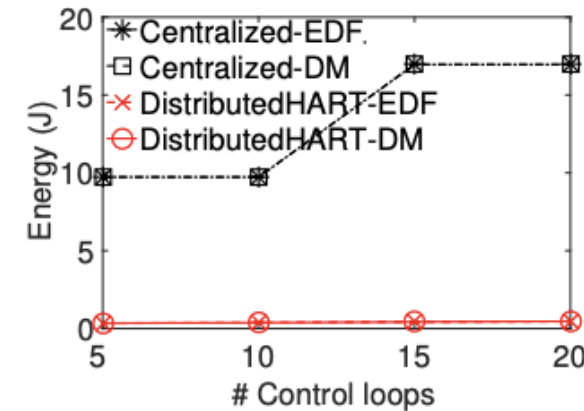 20
Centralized-EDF
Centralized-DM
15
DistributedHART-EDF
DistributedHART-DM
10
5
0
Energy (J)
5 10 15 20
# Control loops